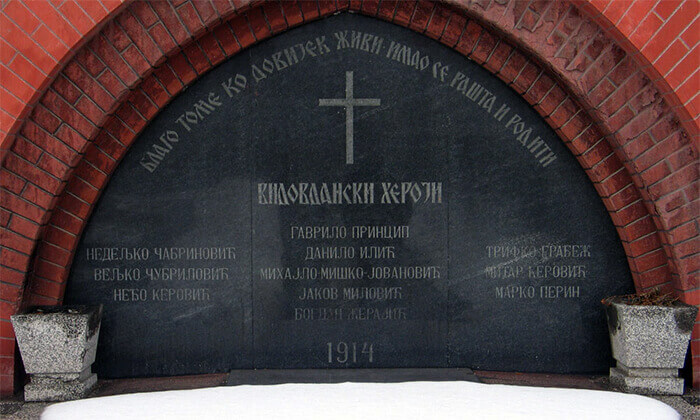 БЛАГО ТОМЕ КО ДОВИЈЕК ЖИВИ ИМАО СЕ РАШТА И РОДИТИ
ВИДОВДАНСКИ ХЕРОЈИ
ГАВРИЛО ПРИНЦИП
НЕДЕЉКО ЧАБРИНОВИЋ ДАНИЛО ИЛИЋ ТРИФКО ГРАБЕЖ
ВЕЉКО ЧУБРИЛОВИЋ МИХАЈЛО-МИШКО-ЈОВАНОВИЋ МИТАР КЕРОВИЋ
НЕЂО КЕРОВИЋ ЈАКОВ МИЛОВИЋ МАРКО ПЕРИН
БОГДАН ЖЕРАЈИЋ
1914